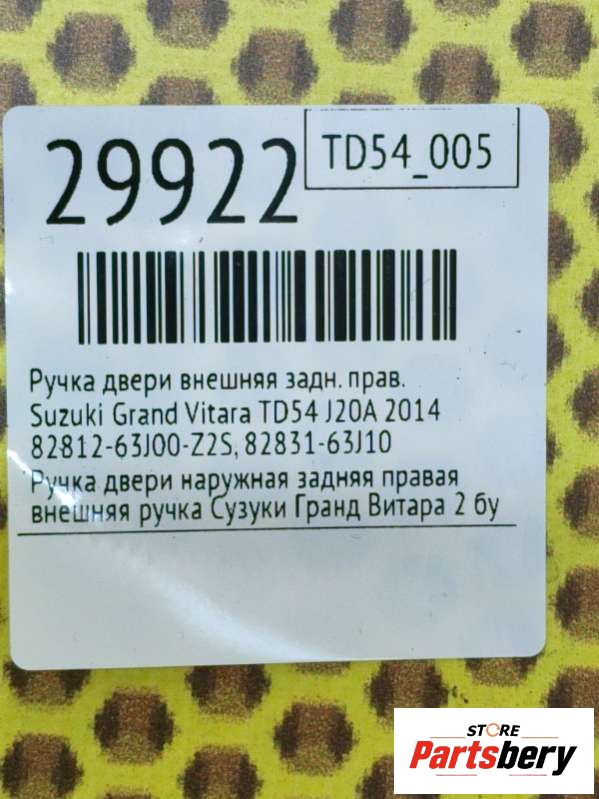 29922
TD54_005
Ручка двери внешняя задн. прав.
Suzuki Grand Vitara TD54 J20A 2014
82812-63J00-Z2S, 82831-63J10
Ручка двери наружная задняя правая
внешняя ручка Сузуки Гранд Витара 2 бу
STORE
Partsbery